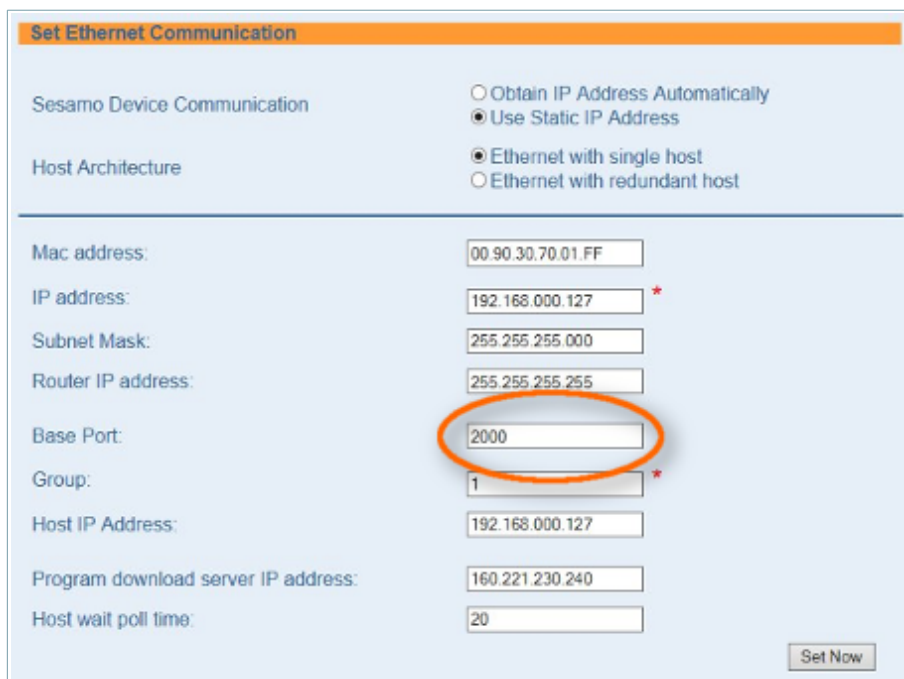 Set Ethernet Communication
Sesamo Device Communication
Obtain IP Address Automatically
Use Static IP Address
Host Architecture
Ethernet with single host
Ethernet with redundant host
Mac address: 00.90.30.70.01.FF
IP address: 192.168.000.127 *
Subnet Mask: 255.255.255.000
Router IP address: 255.255.255.255
Base Port: 2000
Group: 1 *
Host IP Address: 192.168.000.127
Program download server IP address: 160.221.230.240
Host wait poll time: 20
Set Now